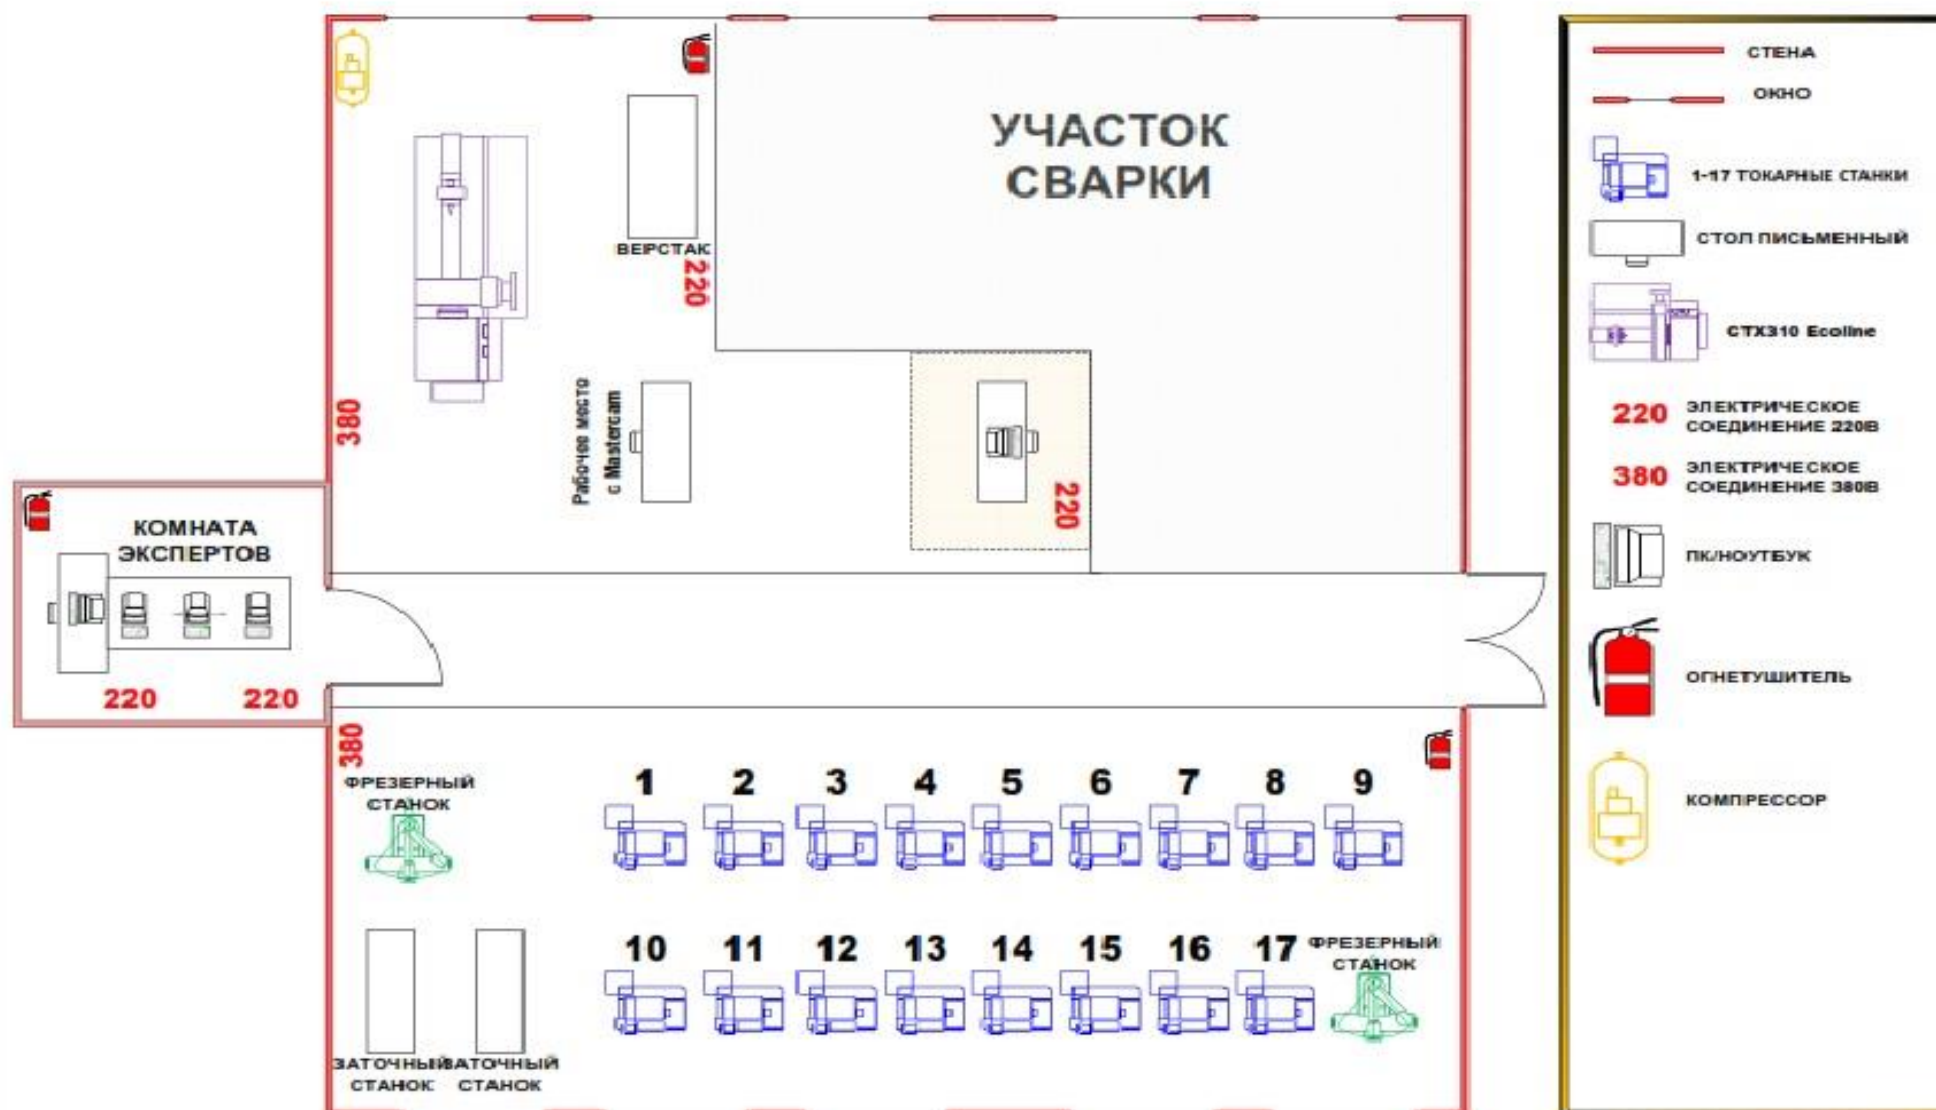 УЧАСТОК
СВАРКИ
ВЕРСТАК
220
380
Рабочее место
с Mastercam
220
КОМНАТА
ЭКСПЕРТОВ
220 220
380
ФРЕЗЕРНЫЙ
СТАНОК
1 2 3 4 5 6 7 8 9
10 11 12 13 14 15 16 17
ФРЕЗЕРНЫЙ
СТАНОК
ЗАТОЧНЫЙ
СТАНОК
ЗАТОЧНЫЙ
СТАНОК
СТЕНА
ОКНО
1-17 ТОКАРНЫЕ СТАНКИ
СТОЛ ПИСЬМЕННЫЙ
CTX310 Ecoline
220 ЭЛЕКТРИЧЕСКОЕ
СОЕДИНЕНИЕ 220В
380 ЭЛЕКТРИЧЕСКОЕ
СОЕДИНЕНИЕ 380В
ПК/НОУТБУК
ОГНЕТУШИТЕЛЬ
КОМПРЕССОР